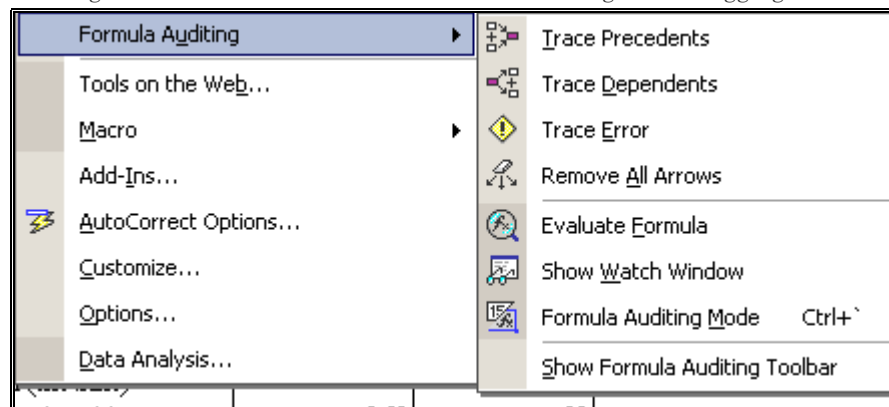 Formula Auditing
Tools on the Web...
Macro
Add-Ins...
AutoCorrect Options...
Customize...
Options...
Data Analysis...
Trace Precedents
Trace Dependents
Trace Error
Remove All Arrows
Evaluate Formula
Show Watch Window
Formula Auditing Mode Ctrl+`
Show Formula Auditing Toolbar